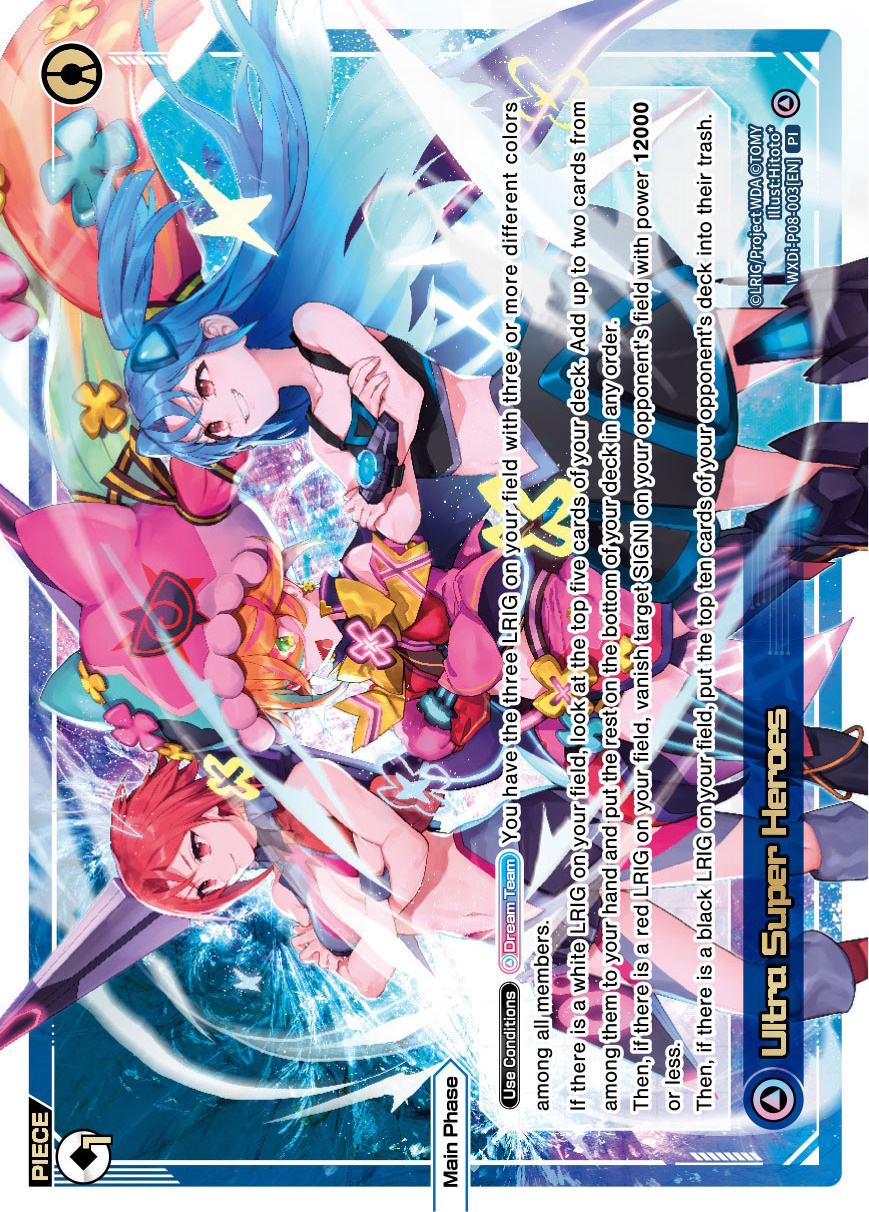 PIECE
1
Main Phase
Use Conditions Dream Team You have the three LRIG on your field with three or more different colors
among all members.
If there is a white LRIG on your field, look at the top five cards of your deck. Add up to two cards from
among them to your hand and put the rest on the bottom of your deck in any order.
Then, if there is a red LRIG on your field, vanish target SIGNI on your opponent's field with power 12000
or less.
Then, if there is a black LRIG on your field, put the top ten cards of your opponent's deck into their trash.
Ultra Super Heroes
©LRIG/Project WDA ©TOMY
Illust:Hitoto*
WXDi-P08-003[EN] PI